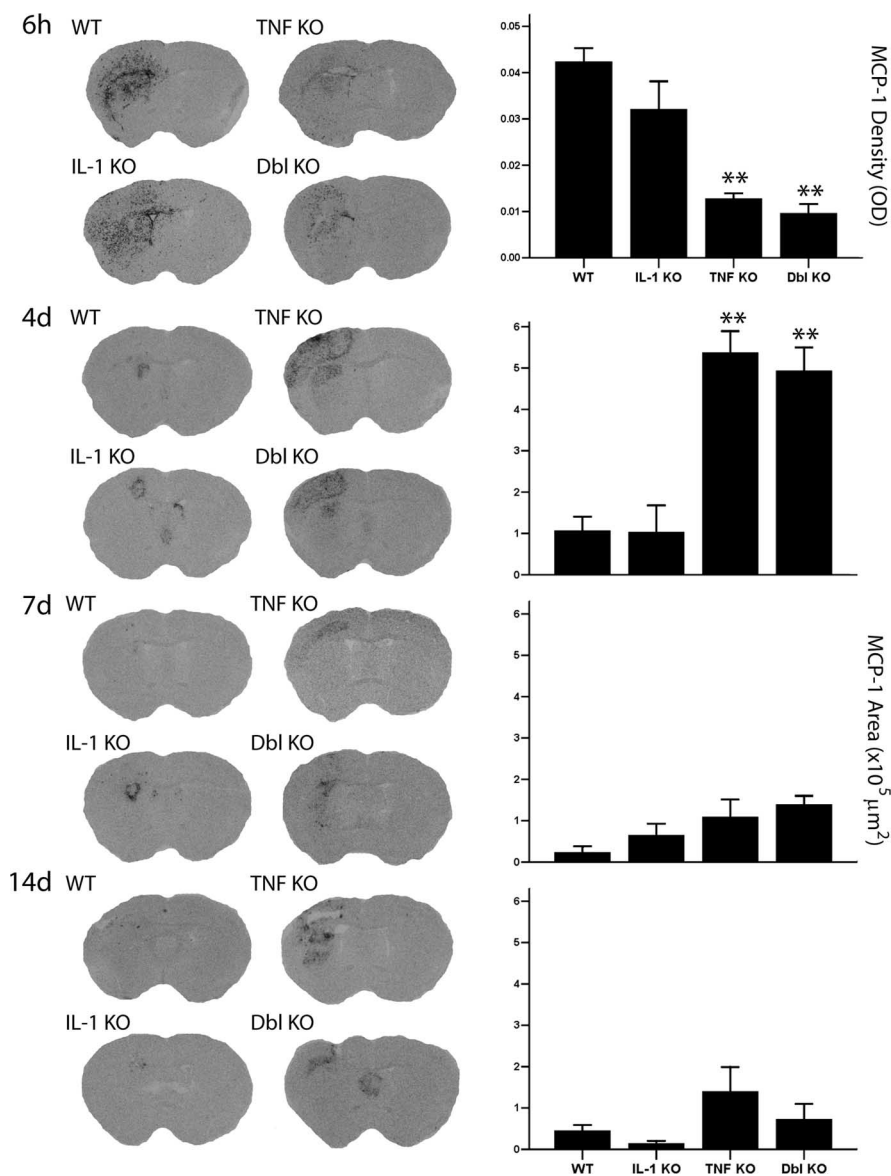 6h
WT
TNF KO
IL-1 KO
Dbl KO
0.05
0.04
0.03
0.02
0.01
0.00
**
**
WT
IL-1 KO
TNF KO
Dbl KO
MCP-1 Density (OD)
4d
WT
TNF KO
IL-1 KO
Dbl KO
6
5
4
3
2
1
0
**
**
7d
WT
TNF KO
IL-1 KO
Dbl KO
6
5
4
3
2
1
0
MCP-1 Area (x10⁵ µm²)
14d
WT
TNF KO
IL-1 KO
Dbl KO
6
5
4
3
2
1
0
WT
IL-1 KO
TNF KO
Dbl KO